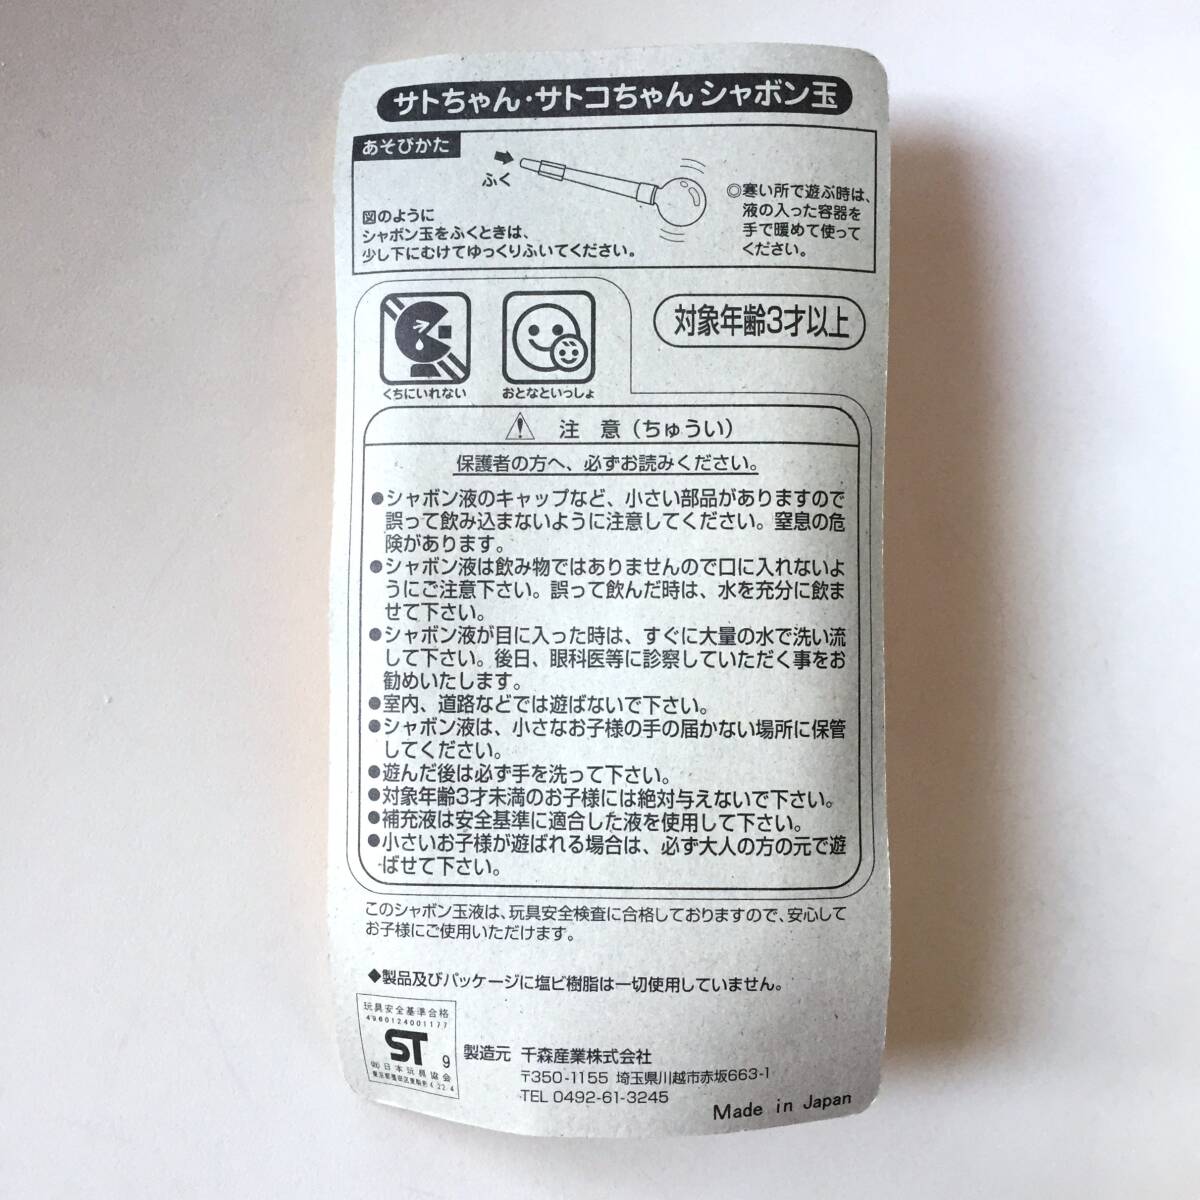 サトちゃん・サトコちゃん シャボン玉
あそびかた
ふく
図のように
シャボン玉をふくときは、
少し下にむけてゆっくりふいてください。
◎寒い所で遊ぶ時は、
液の入った容器を
手で暖めて使って
ください。
くちにいれない
おとなといっしょ
対象年齢3才以上
注 意（ちゅうい）
保護者の方へ、必ずお読みください。
●シャボン液のキャップなど、小さい部品がありますので
誤って飲み込まないように注意してください。窒息の危
険があります。
●シャボン液は飲み物ではありませんので口に入れないよ
うにご注意下さい。誤って飲んだ時は、水を充分に飲ま
せて下さい。
●シャボン液が目に入った時は、すぐに大量の水で洗い流
して下さい。後日、眼科医等に診察していただく事をお
勧めいたします。
●室内、道路などでは遊ばないで下さい。
●シャボン液は、小さなお子様の手の届かない場所に保管
してください。
●遊んだ後は必ず手を洗って下さい。
●対象年齢3才未満のお子様には絶対与えないで下さい。
●補充液は安全基準に適合した液を使用して下さい。
●小さいお子様が遊ばれる場合は、必ず大人の方の元で遊
ばせて下さい。
このシャボン玉液は、玩具安全検査に合格しておりますので、安心して
お子様にご使用いただけます。
◆製品及びパッケージに塩ビ樹脂は一切使用していません。
玩具安全基準合格
4960124001177
ST 9
㈳日本玩具協会
東京都墨田区東駒形4.22.4
製造元 千森産業株式会社
〒350-1155 埼玉県川越市赤坂663-1
TEL 0492-61-3245
Made in Japan